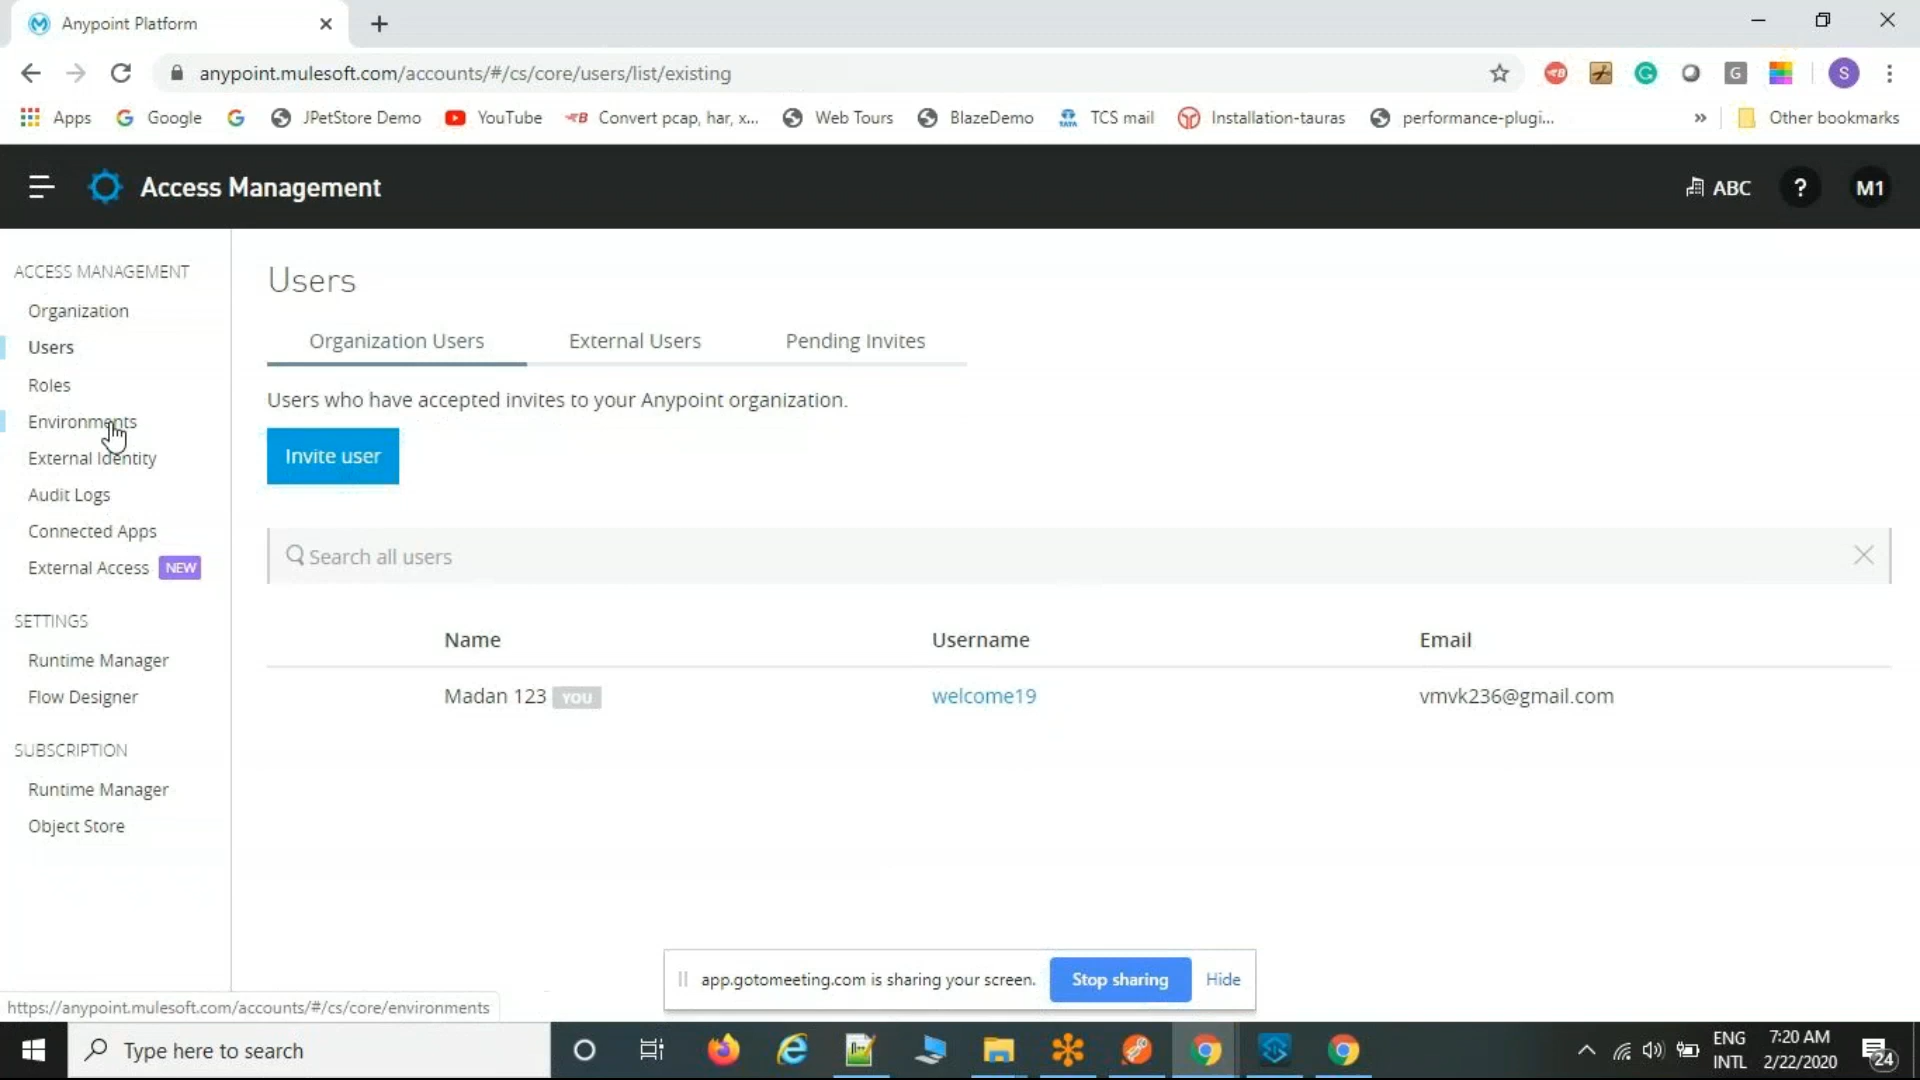 Anypoint Platform
anypoint.mulesoft.com/accounts/#/cs/core/users/list/existing
S
Apps Google JPetStore Demo YouTube Convert pcap, har, x... Web Tours BlazeDemo TCS mail Installation-tauras performance-plugi... » Other bookmarks
Access Management
ABC ? M1
ACCESS MANAGEMENT
Organization
Users
Roles
Environments
External Identity
Audit Logs
Connected Apps
External Access NEW
SETTINGS
Runtime Manager
Flow Designer
SUBSCRIPTION
Runtime Manager
Object Store
Users
Organization Users External Users Pending Invites
Users who have accepted invites to your Anypoint organization.
Invite user
Search all users
Name Username Email
Madan 123 YOU welcome19 vmvk236@gmail.com
app.gotomeeting.com is sharing your screen. Stop sharing Hide
https://anypoint.mulesoft.com/accounts/#/cs/core/environments
Type here to search
ENG
INTL
7:20 AM
2/22/2020
24